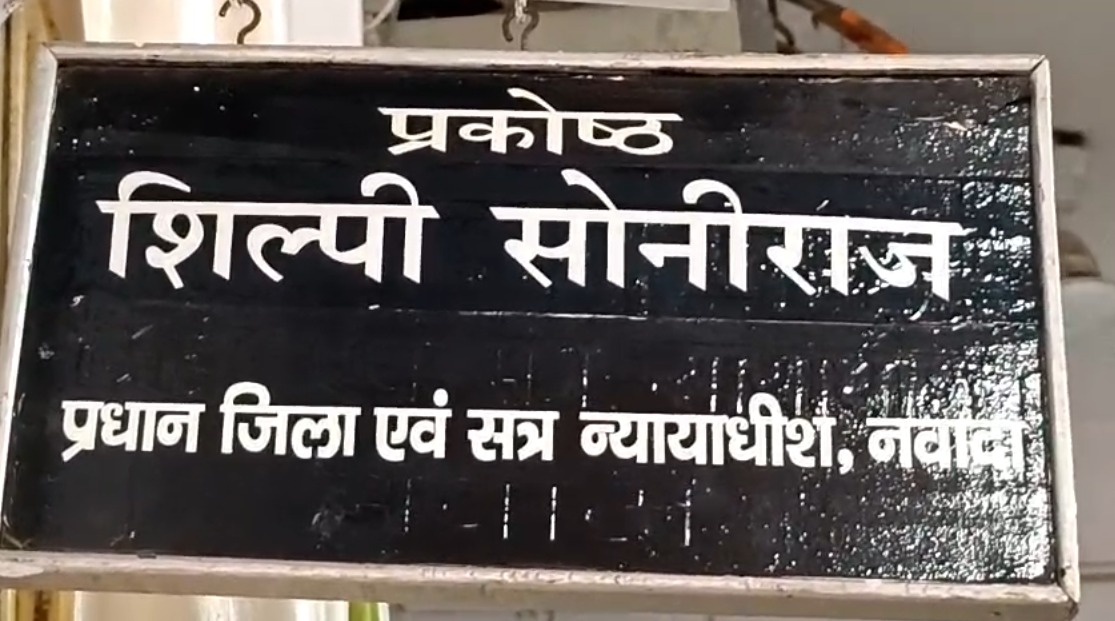 प्रकोष्ठ
शिल्पी सोनीराज
प्रधान जिला एवं सत्र न्यायाधीश, नवादा